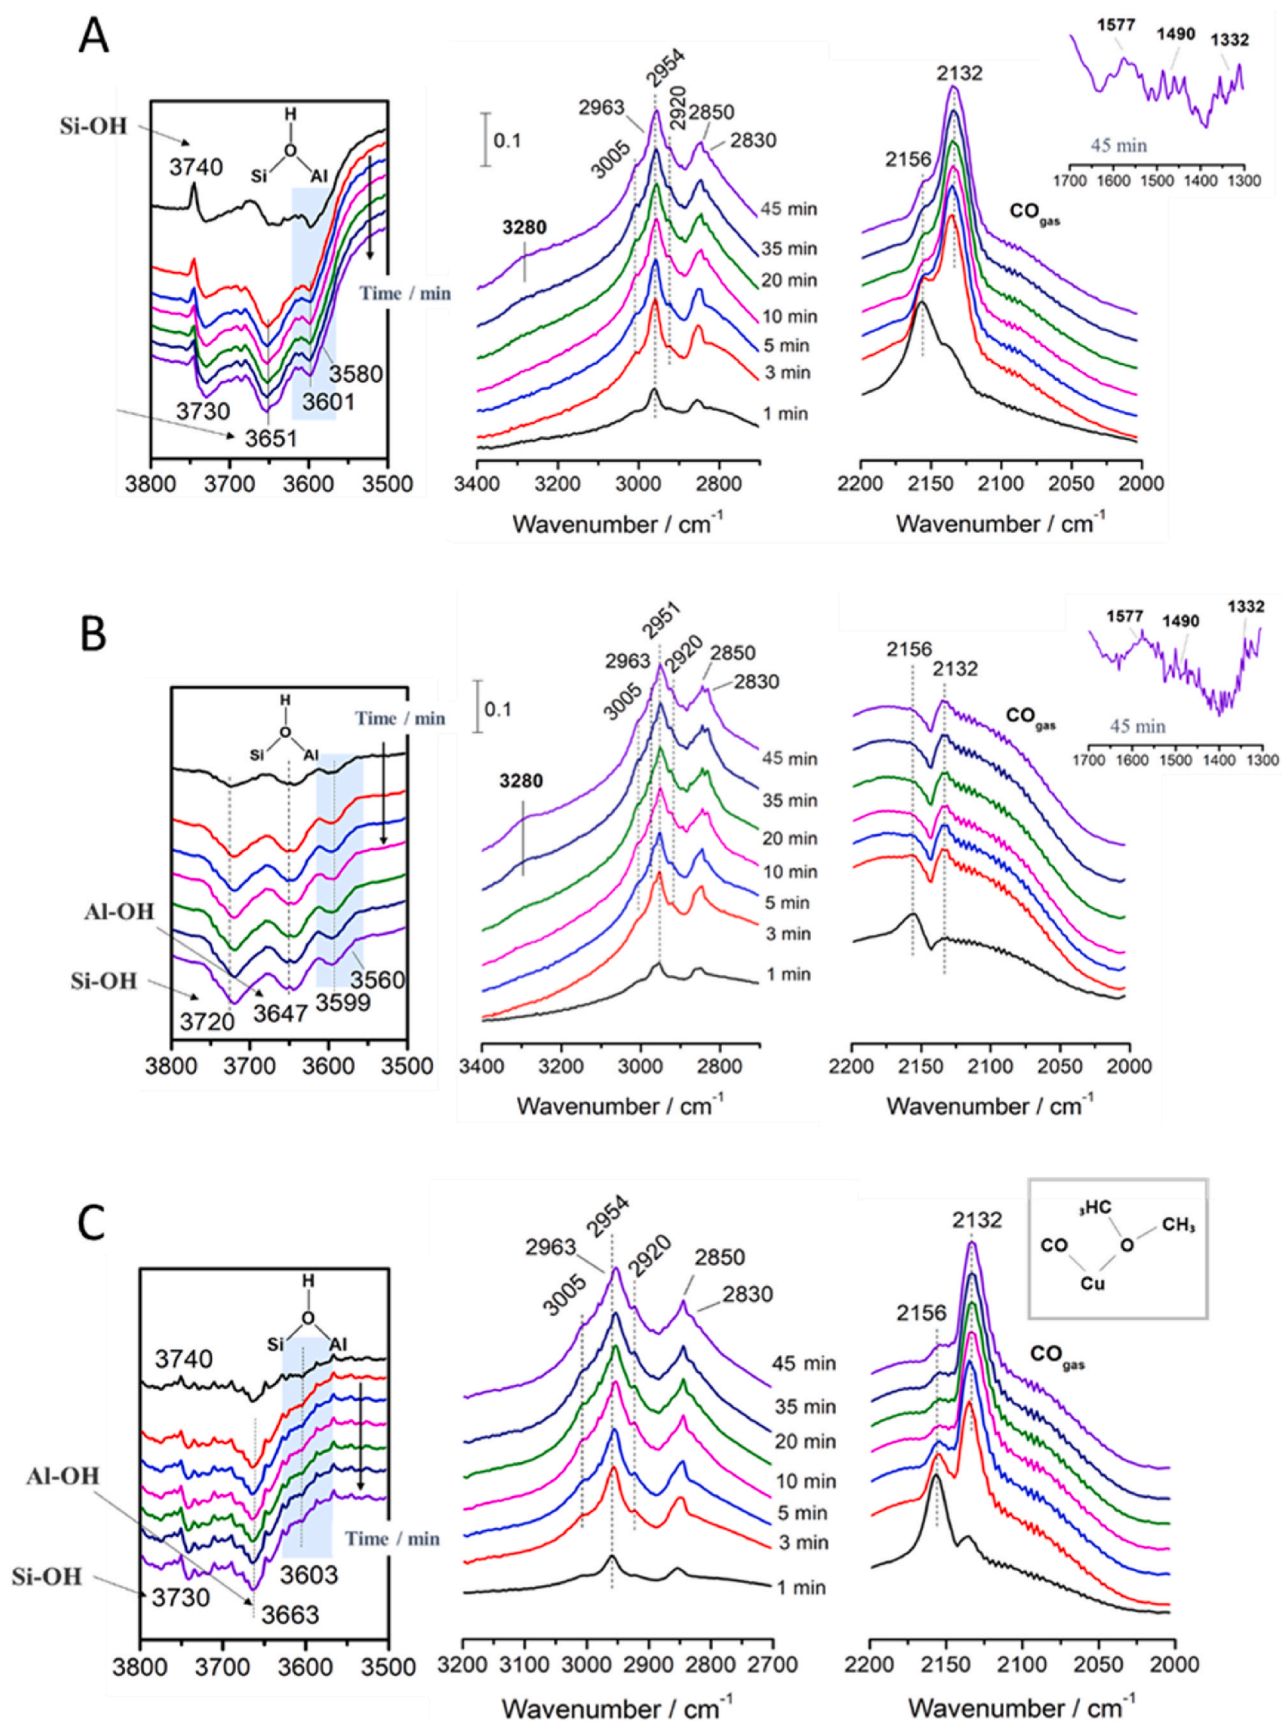 A
Si-OH
3740
H
O
Si Al
Time / min
3580
3730
3601
3651
3800 3700 3600 3500
0.1
2963
2954
2920
2850
3005
2830
3280
45 min
35 min
20 min
10 min
5 min
3 min
1 min
3400 3200 3000 2800
Wavenumber / cm⁻¹
2132
2156
COgas
2200 2150 2100 2050 2000
Wavenumber / cm⁻¹
1577
1490
1332
45 min
1700 1600 1500 1400 1300
B
H
O
Si Al
Time / min
Al-OH
Si-OH
3560
3599
3647
3720
3800 3700 3600 3500
0.1
2951
2963
2920
2850
3005
2830
3280
45 min
35 min
20 min
10 min
5 min
3 min
1 min
3400 3200 3000 2800
Wavenumber / cm⁻¹
2156
2132
COgas
2200 2150 2100 2050 2000
Wavenumber / cm⁻¹
1577
1490
1332
45 min
1700 1600 1500 1400 1300
C
H
O
Si Al
3740
Al-OH
Si-OH
Time / min
3603
3730
3663
3800 3700 3600 3500
2954
2963
2920
2850
3005
2830
45 min
35 min
20 min
10 min
5 min
3 min
1 min
3200 3100 3000 2900 2800 2700
Wavenumber / cm⁻¹
2132
2156
COgas
₃HC
CH₃
CO O
Cu
2200 2150 2100 2050 2000
Wavenumber / cm⁻¹